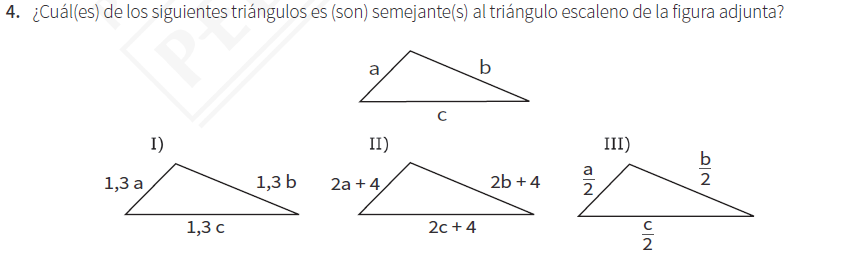 4. ¿Cuál(es) de los siguientes triángulos es (son) semejante(s) al triángulo escaleno de la figura adjunta?
a
b
c
I)
1,3 a
1,3 b
1,3 c
II)
2a + 4
2b + 4
2c + 4
III)
a
2
b
2
c
2